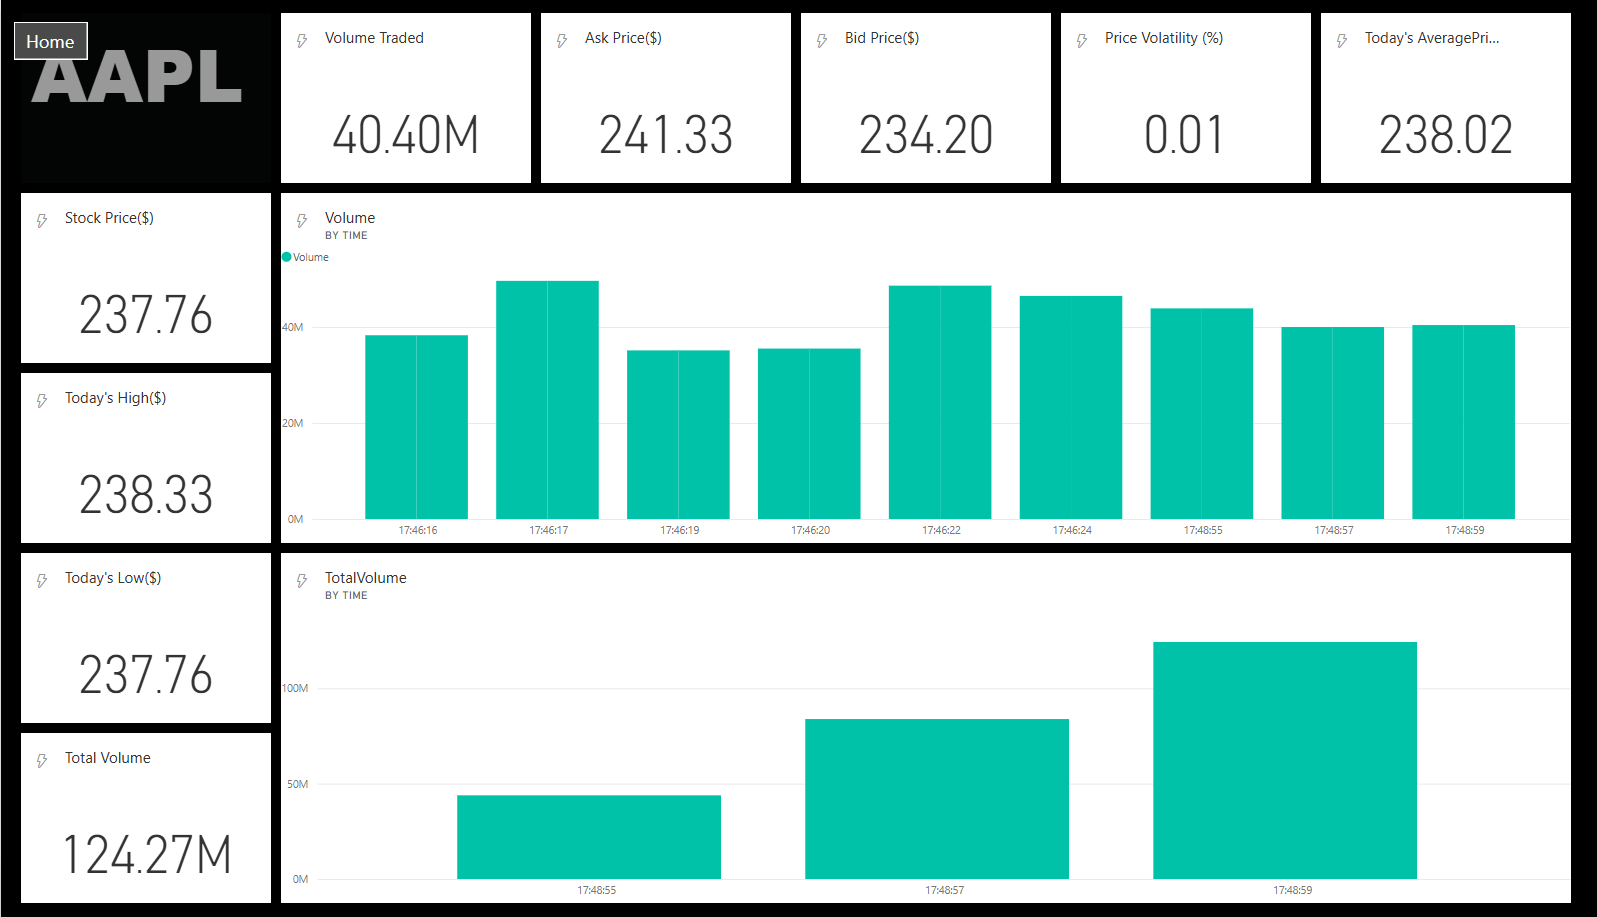 Home
AAPL
Volume Traded
40.40M
Ask Price($)
241.33
Bid Price($)
234.20
Price Volatility (%)
0.01
Today's AveragePri...
238.02
Stock Price($)
237.76
Volume
BY TIME
Volume
40M
20M
0M
17:46:16 17:46:17 17:46:19 17:46:20 17:46:22 17:46:24 17:48:55 17:48:57 17:48:59
Today's High($)
238.33
Today's Low($)
237.76
TotalVolume
BY TIME
100M
50M
0M
17:48:55 17:48:57 17:48:59
Total Volume
124.27M